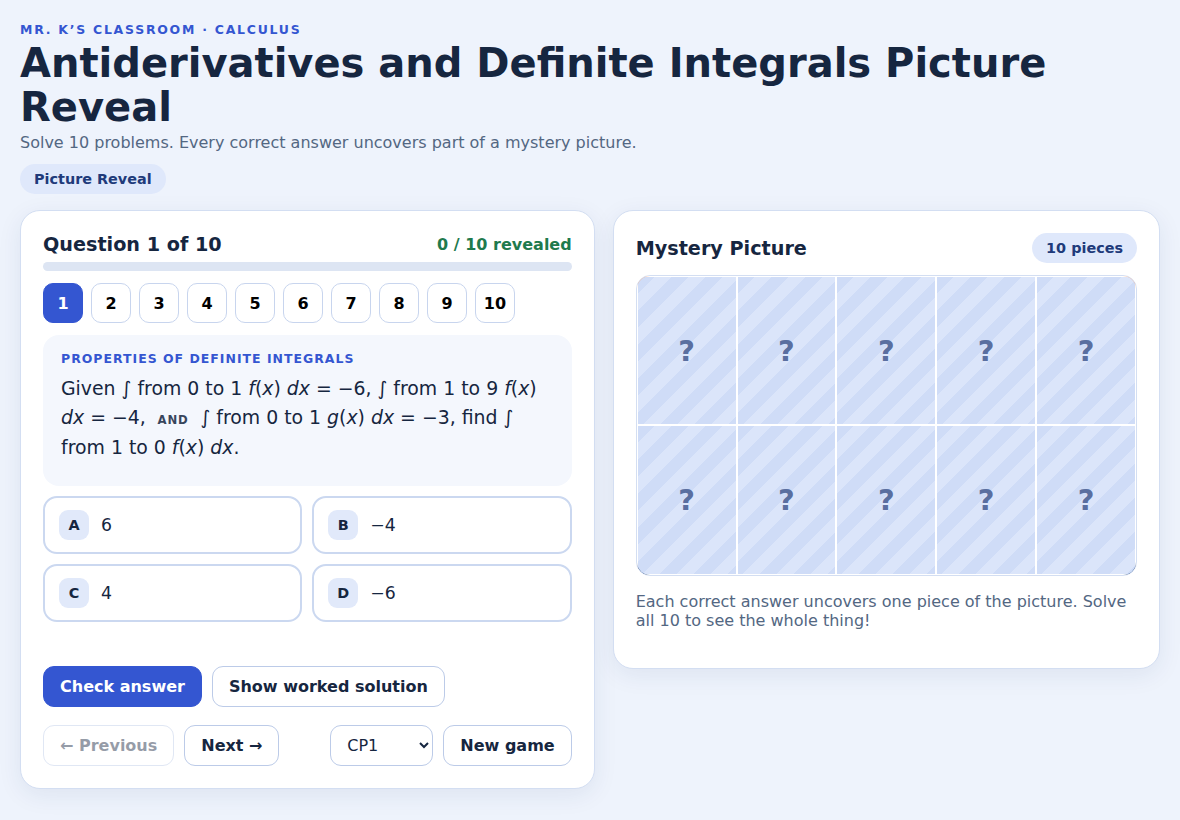 MR. K’S CLASSROOM · CALCULUS
Antiderivatives and Definite Integrals Picture
Reveal
Solve 10 problems. Every correct answer uncovers part of a mystery picture.
Picture Reveal
Question 1 of 10
0 / 10 revealed
1 2 3 4 5 6 7 8 9 10
PROPERTIES OF DEFINITE INTEGRALS
Given ∫ from 0 to 1 f(x) dx = −6, ∫ from 1 to 9 f(x)
dx = −4, AND ∫ from 0 to 1 g(x) dx = −3, find ∫
from 1 to 0 f(x) dx.
A 6
B −4
C 4
D −6
Check answer
Show worked solution
← Previous
Next →
CP1
New game
Mystery Picture
10 pieces
? ? ? ? ?
? ? ? ? ?
Each correct answer uncovers one piece of the picture. Solve
all 10 to see the whole thing!